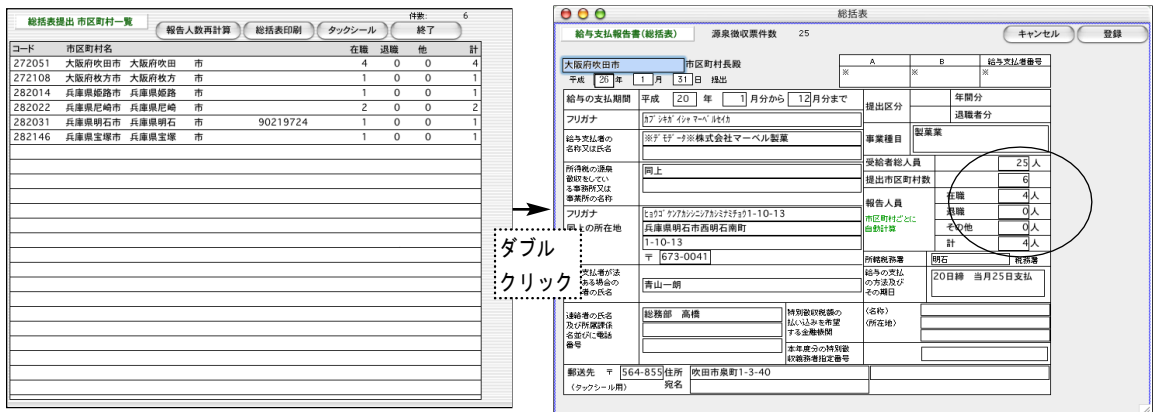 総括表提出 市区町村一覧
件数: 6
報告人数再計算 総括表印刷 タックシール 終了
コード 市区町村名 在職 退職 他 計
272051 大阪府吹田市 大阪府吹田 市 4 0 0 4
272108 大阪府枚方市 大阪府枚方 市 1 0 0 1
282014 兵庫県姫路市 兵庫県姫路 市 1 0 0 1
282022 兵庫県尼崎市 兵庫県尼崎 市 2 0 0 2
282031 兵庫県明石市 兵庫県明石 市 90219724 1 0 0 1
282146 兵庫県宝塚市 兵庫県宝塚 市 1 0 0 1
ダブル
クリック
総括表
給与支払報告書(総括表) 源泉徴収票件数 25 キャンセル 登録
大阪府吹田市 市区町村長殿
平成 26 年 1 月 31 日 提出
A B 給与支払者番号
※ ※ ※
給与の支払期間 平成 20 年 1 月分から 12 月分まで
提出区分 年間分
退職者分
フリガナ ｶﾌﾞｼｷｶﾞｲｼｬ ﾏｰﾍﾞﾙｾｲｶ
給与支払者の
名称又は氏名
※ﾃﾞﾓﾃﾞｰﾀ※株式会社マーベル製菓
事業種目 製菓業
所得税の源泉
徴収をしてい
る事務所又は
事業所の名称
同上
受給者総人員 25 人
提出市区町村数 6
報告人員
市区町村ごとに
自動計算
在職 4 人
退職 0 人
その他 0 人
計 4 人
フリガナ ﾋｮｳｺﾞｹﾝｱｶｼｼﾆｼｱｶｼﾐﾅﾐﾁｮｳ1-10-13
同上の所在地 兵庫県明石市西明石南町
1-10-13
〒 673-0041
所轄税務署 明石 税務署
支払者が法
ある場合の
者の氏名
青山一朗
給与の支払
の方法及び
その期日
20日締 当月25日支払
連絡者の氏名
及び所属課係
名並びに電話
番号
総務部 高橋
特別徴収税額の
払い込みを希望
する金融機関
(名称)
(所在地)
本年度分の特別徴
収義務者指定番号
郵送先 〒 564-855 住所 吹田市泉町1-3-40
(タックシール用) 宛名